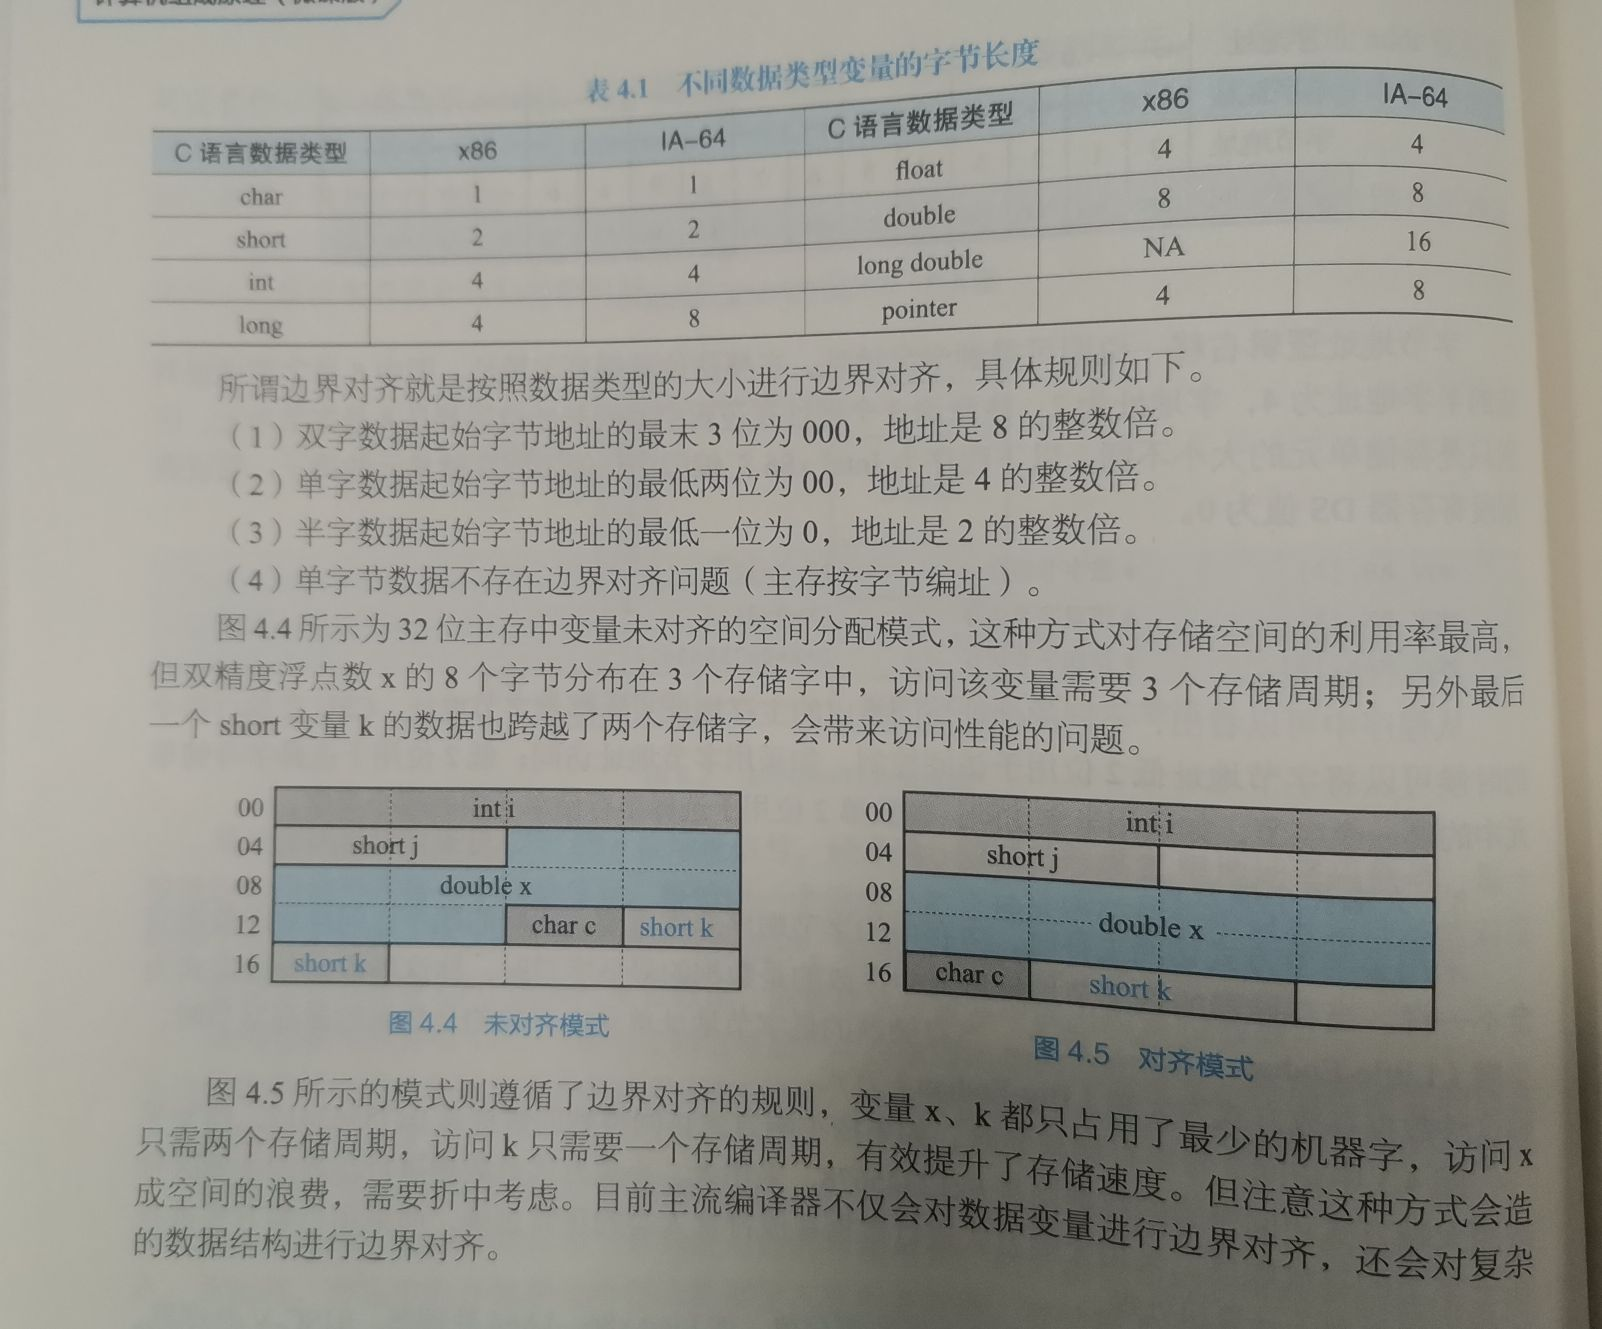 计算机组成原理（微课版）
表 4.1 不同数据类型变量的字节长度
C 语言数据类型 x86 IA-64 C 语言数据类型 x86 IA-64
char 1 1 float 4 4
short 2 2 double 8 8
int 4 4 long double NA 16
long 4 8 pointer 4 8
所谓边界对齐就是按照数据类型的大小进行边界对齐，具体规则如下。
（1）双字数据起始字节地址的最末 3 位为 000，地址是 8 的整数倍。
（2）单字数据起始字节地址的最低两位为 00，地址是 4 的整数倍。
（3）半字数据起始字节地址的最低一位为 0，地址是 2 的整数倍。
（4）单字节数据不存在边界对齐问题（主存按字节编址）。
图 4.4 所示为 32 位主存中变量未对齐的空间分配模式，这种方式对存储空间的利用率最高，
但双精度浮点数 x 的 8 个字节分布在 3 个存储字中，访问该变量需要 3 个存储周期；另外最后
一个 short 变量 k 的数据也跨越了两个存储字，会带来访问性能的问题。
00 int i
04 short j
08 double x
12 char c short k
16 short k
图 4.4 未对齐模式
00 int i
04 short j
08
double x
12
16 char c short k
图 4.5 对齐模式
图 4.5 所示的模式则遵循了边界对齐的规则，变量 x、k 都只占用了最少的机器字，访问 x
只需两个存储周期，访问 k 只需要一个存储周期，有效提升了存储速度。但注意这种方式会造
成空间的浪费，需要折中考虑。目前主流编译器不仅会对数据变量进行边界对齐，还会对复杂
的数据结构进行边界对齐。